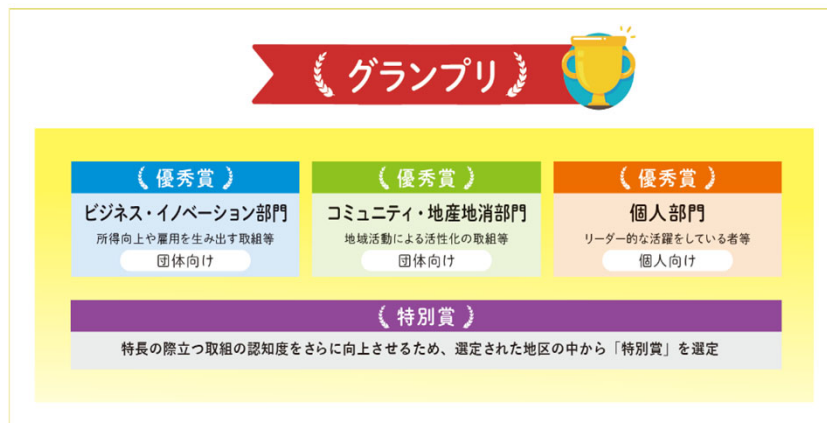 グランプリ
優秀賞
ビジネス・イノベーション部門
所得向上や雇用を生み出す取組等
団体向け
優秀賞
コミュニティ・地産地消部門
地域活動による活性化の取組等
団体向け
優秀賞
個人部門
リーダー的な活躍をしている者等
個人向け
特別賞
特長の際立つ取組の認知度をさらに向上させるため、選定された地区の中から「特別賞」を選定